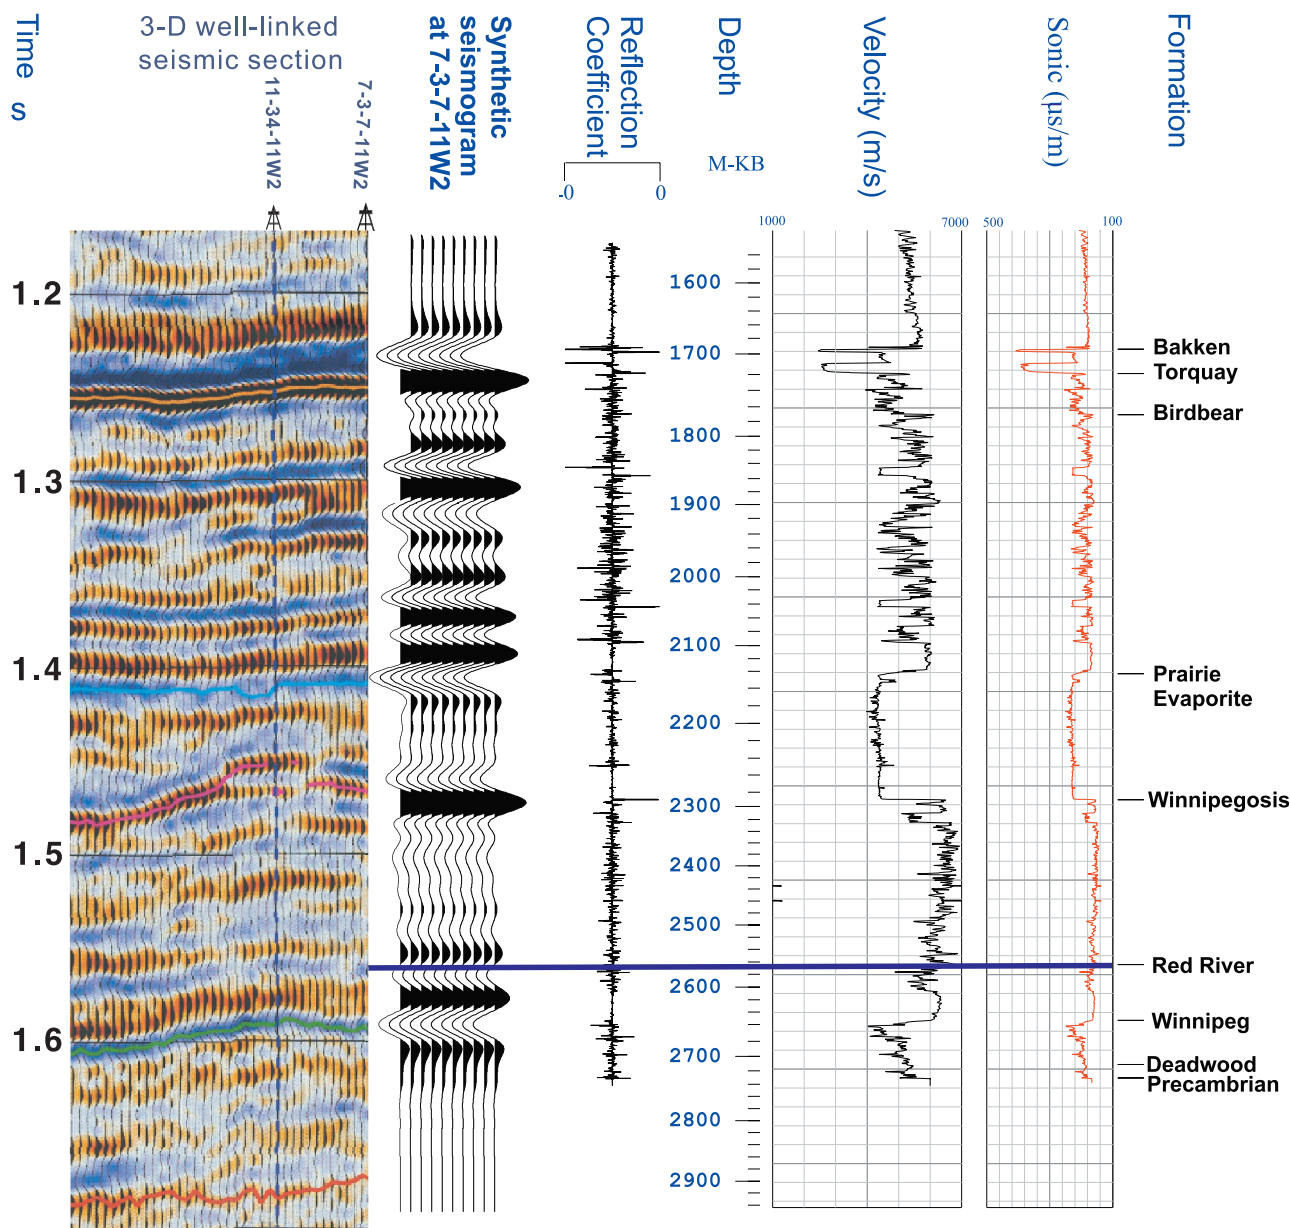 Time
s
3-D well-linked
seismic section
11-34-11W2
7-3-7-11W2
Synthetic
seismogram
at 7-3-7-11W2
Reflection
Coefficient
-0
0
Depth
M-KB
Velocity (m/s)
1000
7000
Sonic (µs/m)
500
100
Formation
1.2
1.3
1.4
1.5
1.6
1600
1700
1800
1900
2000
2100
2200
2300
2400
2500
2600
2700
2800
2900
Bakken
Torquay
Birdbear
Prairie
Evaporite
Winnipegosis
Red River
Winnipeg
Deadwood
Precambrian